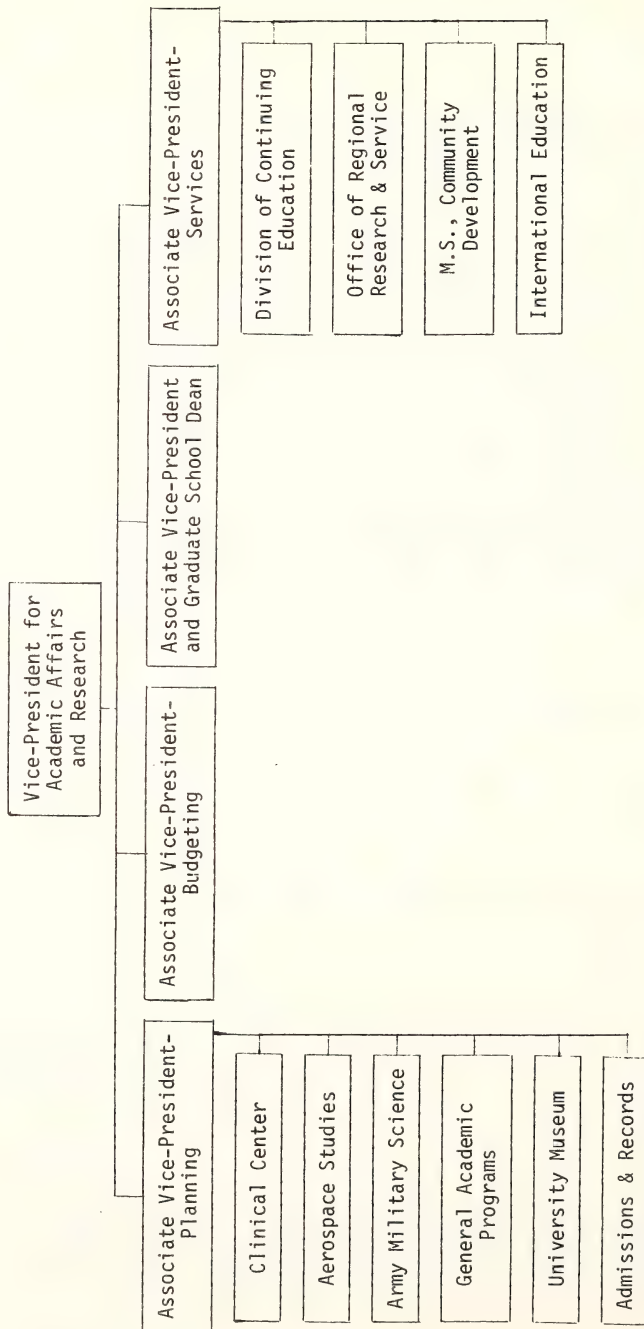 Vice-President for
Academic Affairs
and Research
Associate Vice-President-
Planning
Associate Vice-President-
Budgeting
Associate Vice-President
and Graduate School Dean
Associate Vice-President-
Services
Clinical Center
Aerospace Studies
Army Military Science
General Academic
Programs
University Museum
Admissions & Records
Division of Continuing
Education
Office of Regional
Research & Service
M.S., Community
Development
International Education